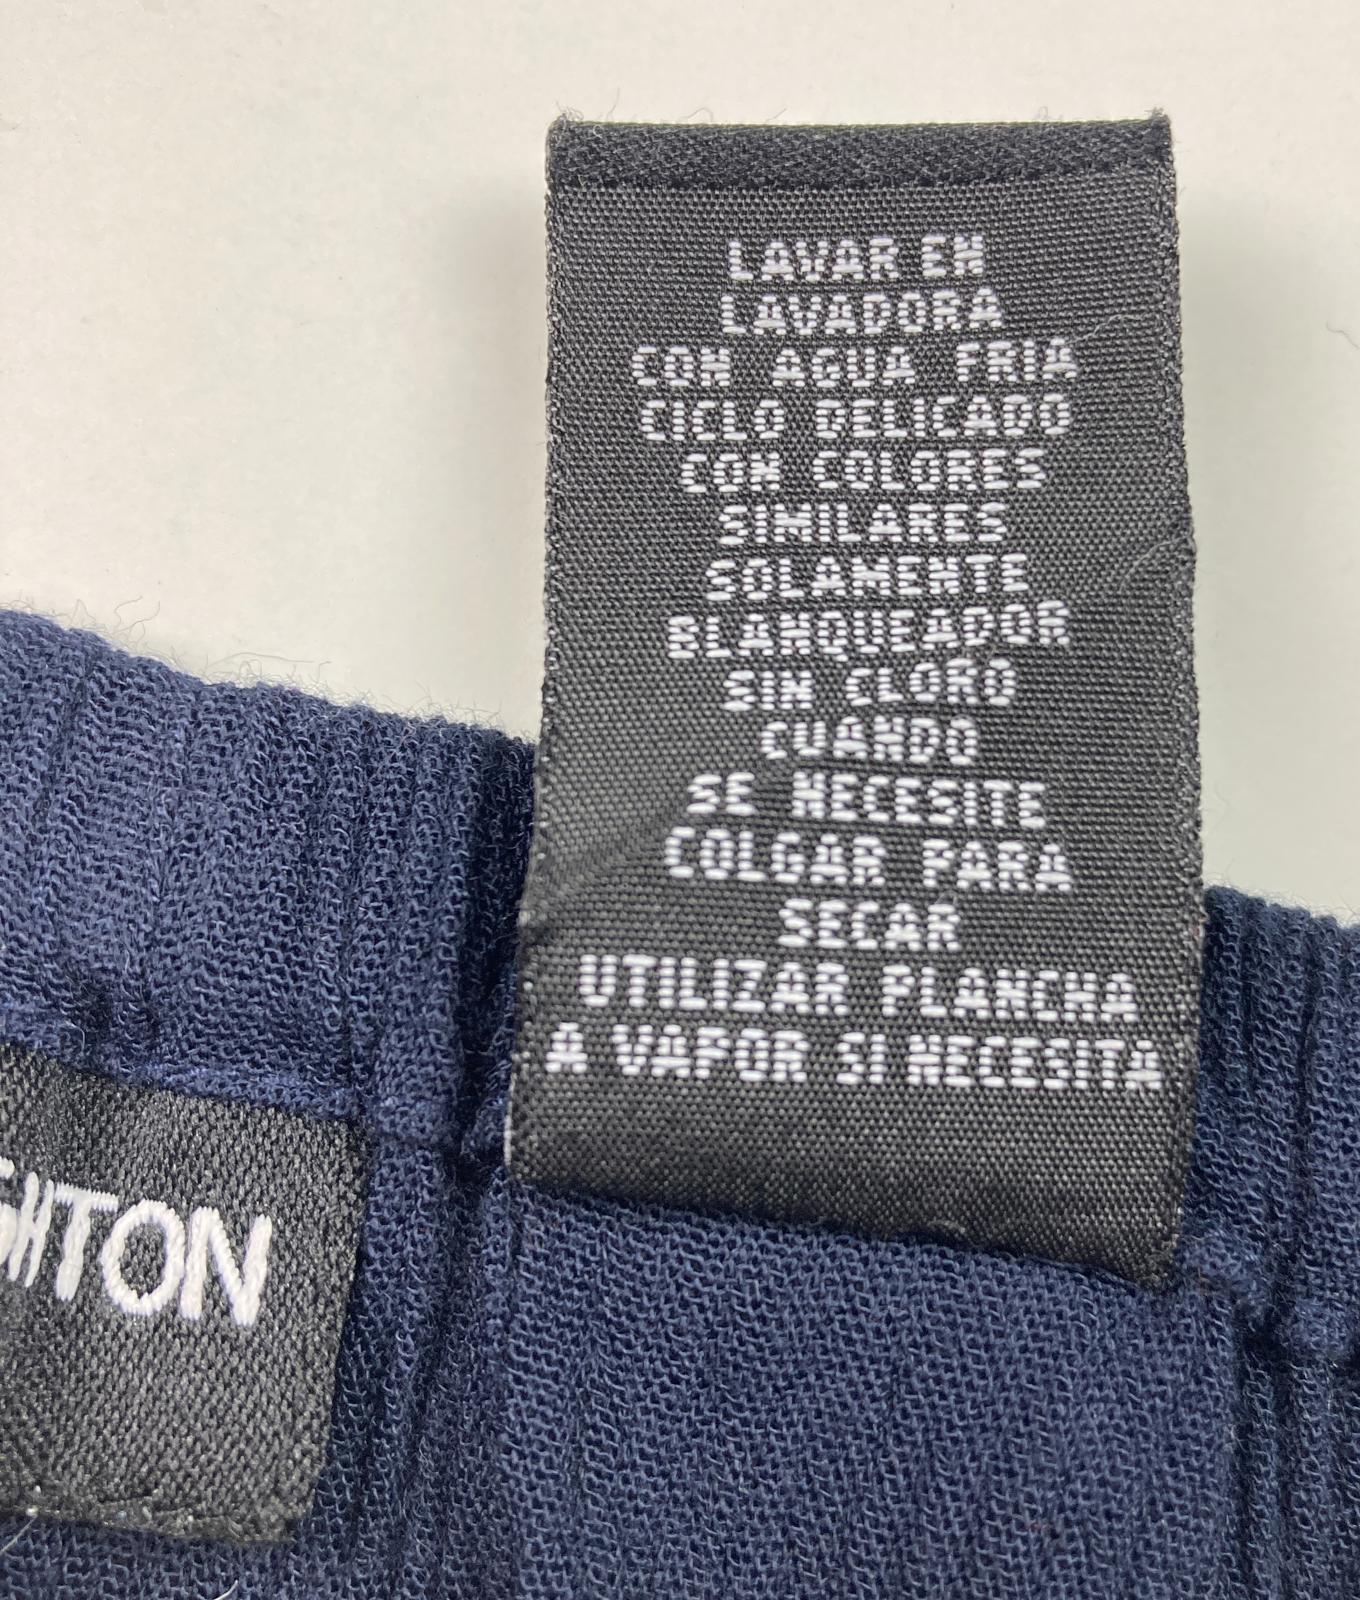 LAVAR EN
LAVADORA
CON AGUA FRIA
CICLO DELICADO
CON COLORES
SIMILARES
SOLAMENTE
BLANQUEADOR
SIN CLORO
CUANDO
SE NECESITE
COLGAR PARA
SECAR
UTILIZAR PLANCHA
A VAPOR SI NECESITA
HTON